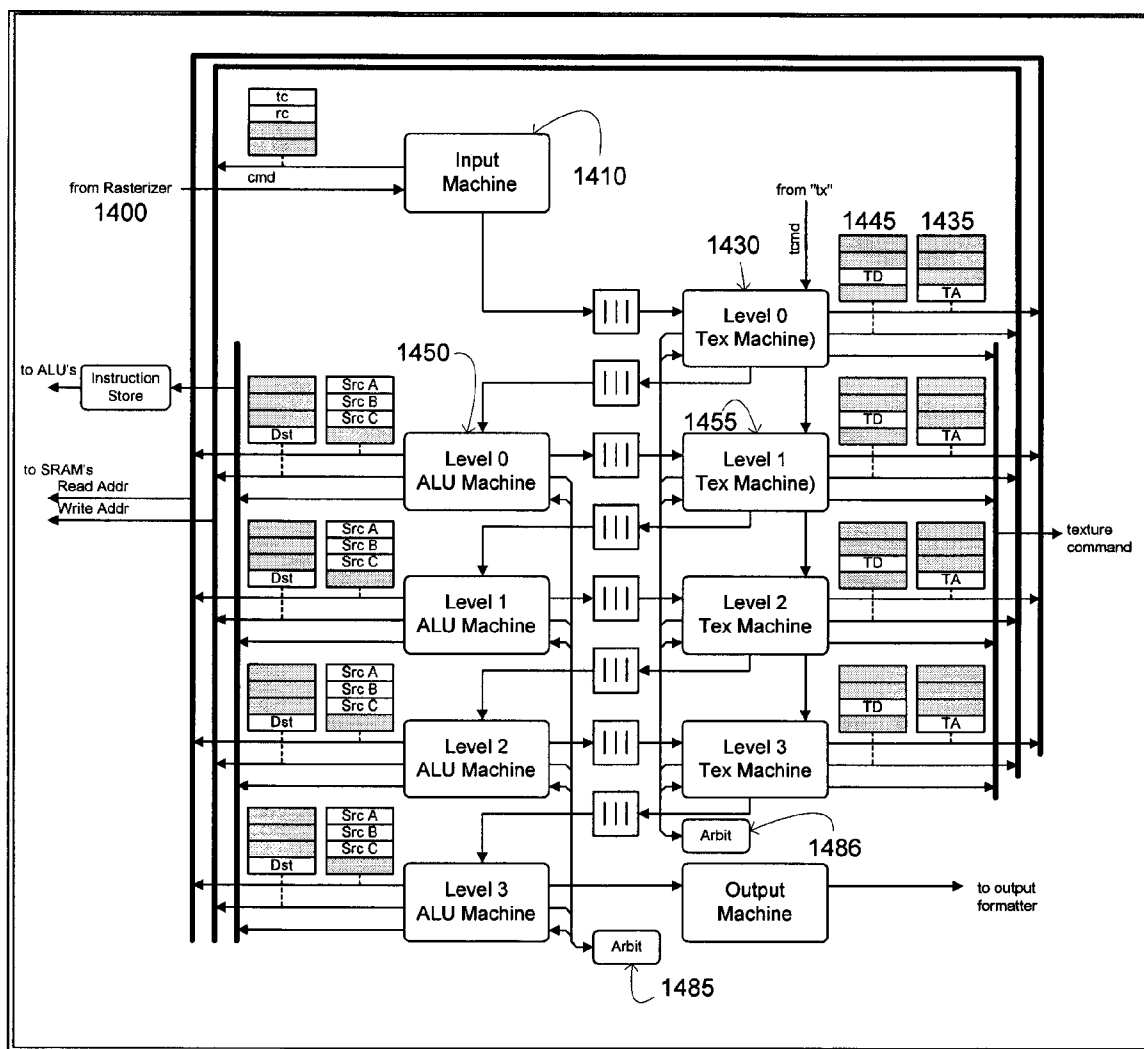 tc
rc
cmd
from Rasterizer
1400
Input
Machine
1410
from "tx"
tcmd
1430
1445
1435
TD
TA
Level 0
Tex Machine)
1450
to ALU's
Instruction
Store
Src A
Src B
Src C
Dst
Level 0
ALU Machine
1455
Level 1
Tex Machine)
TD
TA
to SRAM's
Read Addr
Write Addr
texture
command
Src A
Src B
Src C
Dst
Level 1
ALU Machine
Level 2
Tex Machine
TD
TA
Src A
Src B
Src C
Dst
Level 2
ALU Machine
Level 3
Tex Machine
TD
TA
Arbit
1486
Src A
Src B
Src C
Dst
Level 3
ALU Machine
Output
Machine
to output
formatter
Arbit
1485